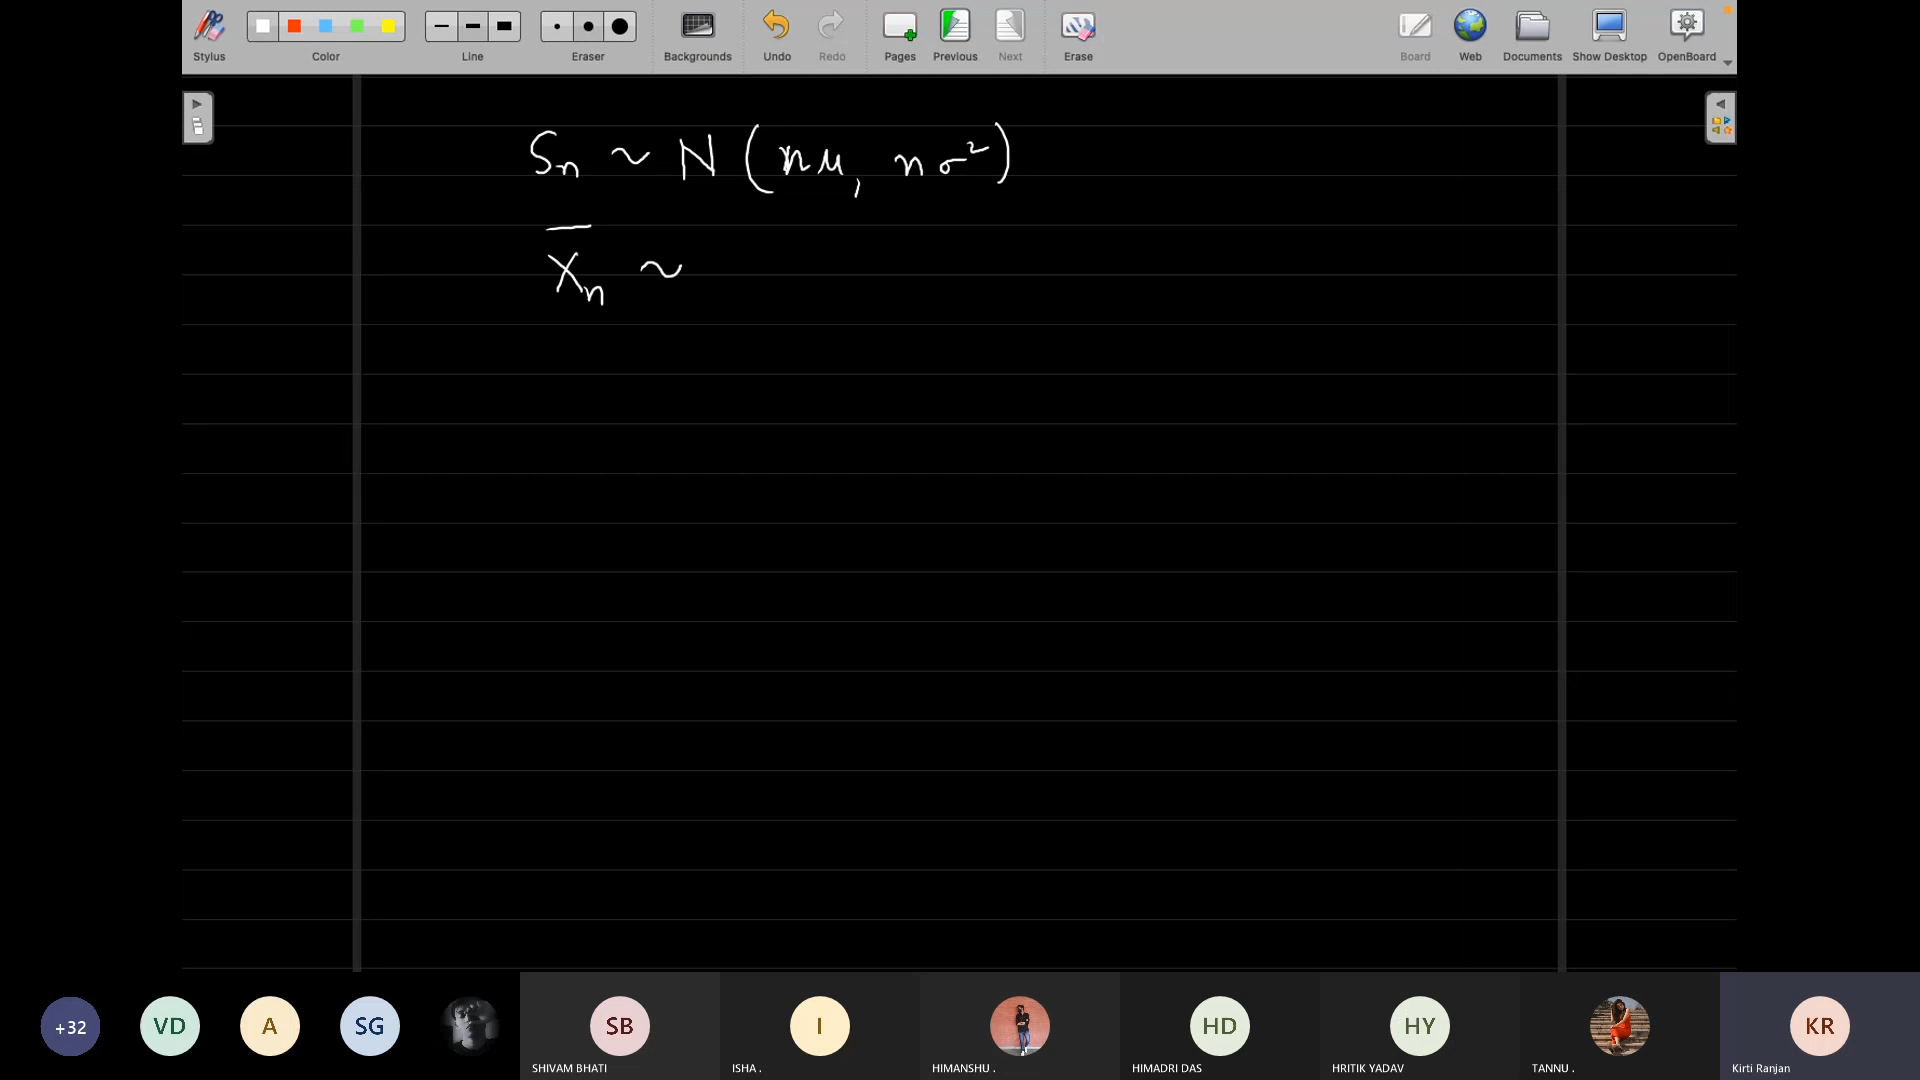 Stylus Color Line Eraser Backgrounds Undo Redo Pages Previous Next Erase Board Web Documents Show Desktop OpenBoard
Sₙ ~ N (nμ, nσ²)
X̅ₙ ~
+32 VD A SG SB I HD HY KR
SHIVAM BHATI ISHA . HIMANSHU . HIMADRI DAS HRITIK YADAV TANNU . Kirti Ranjan